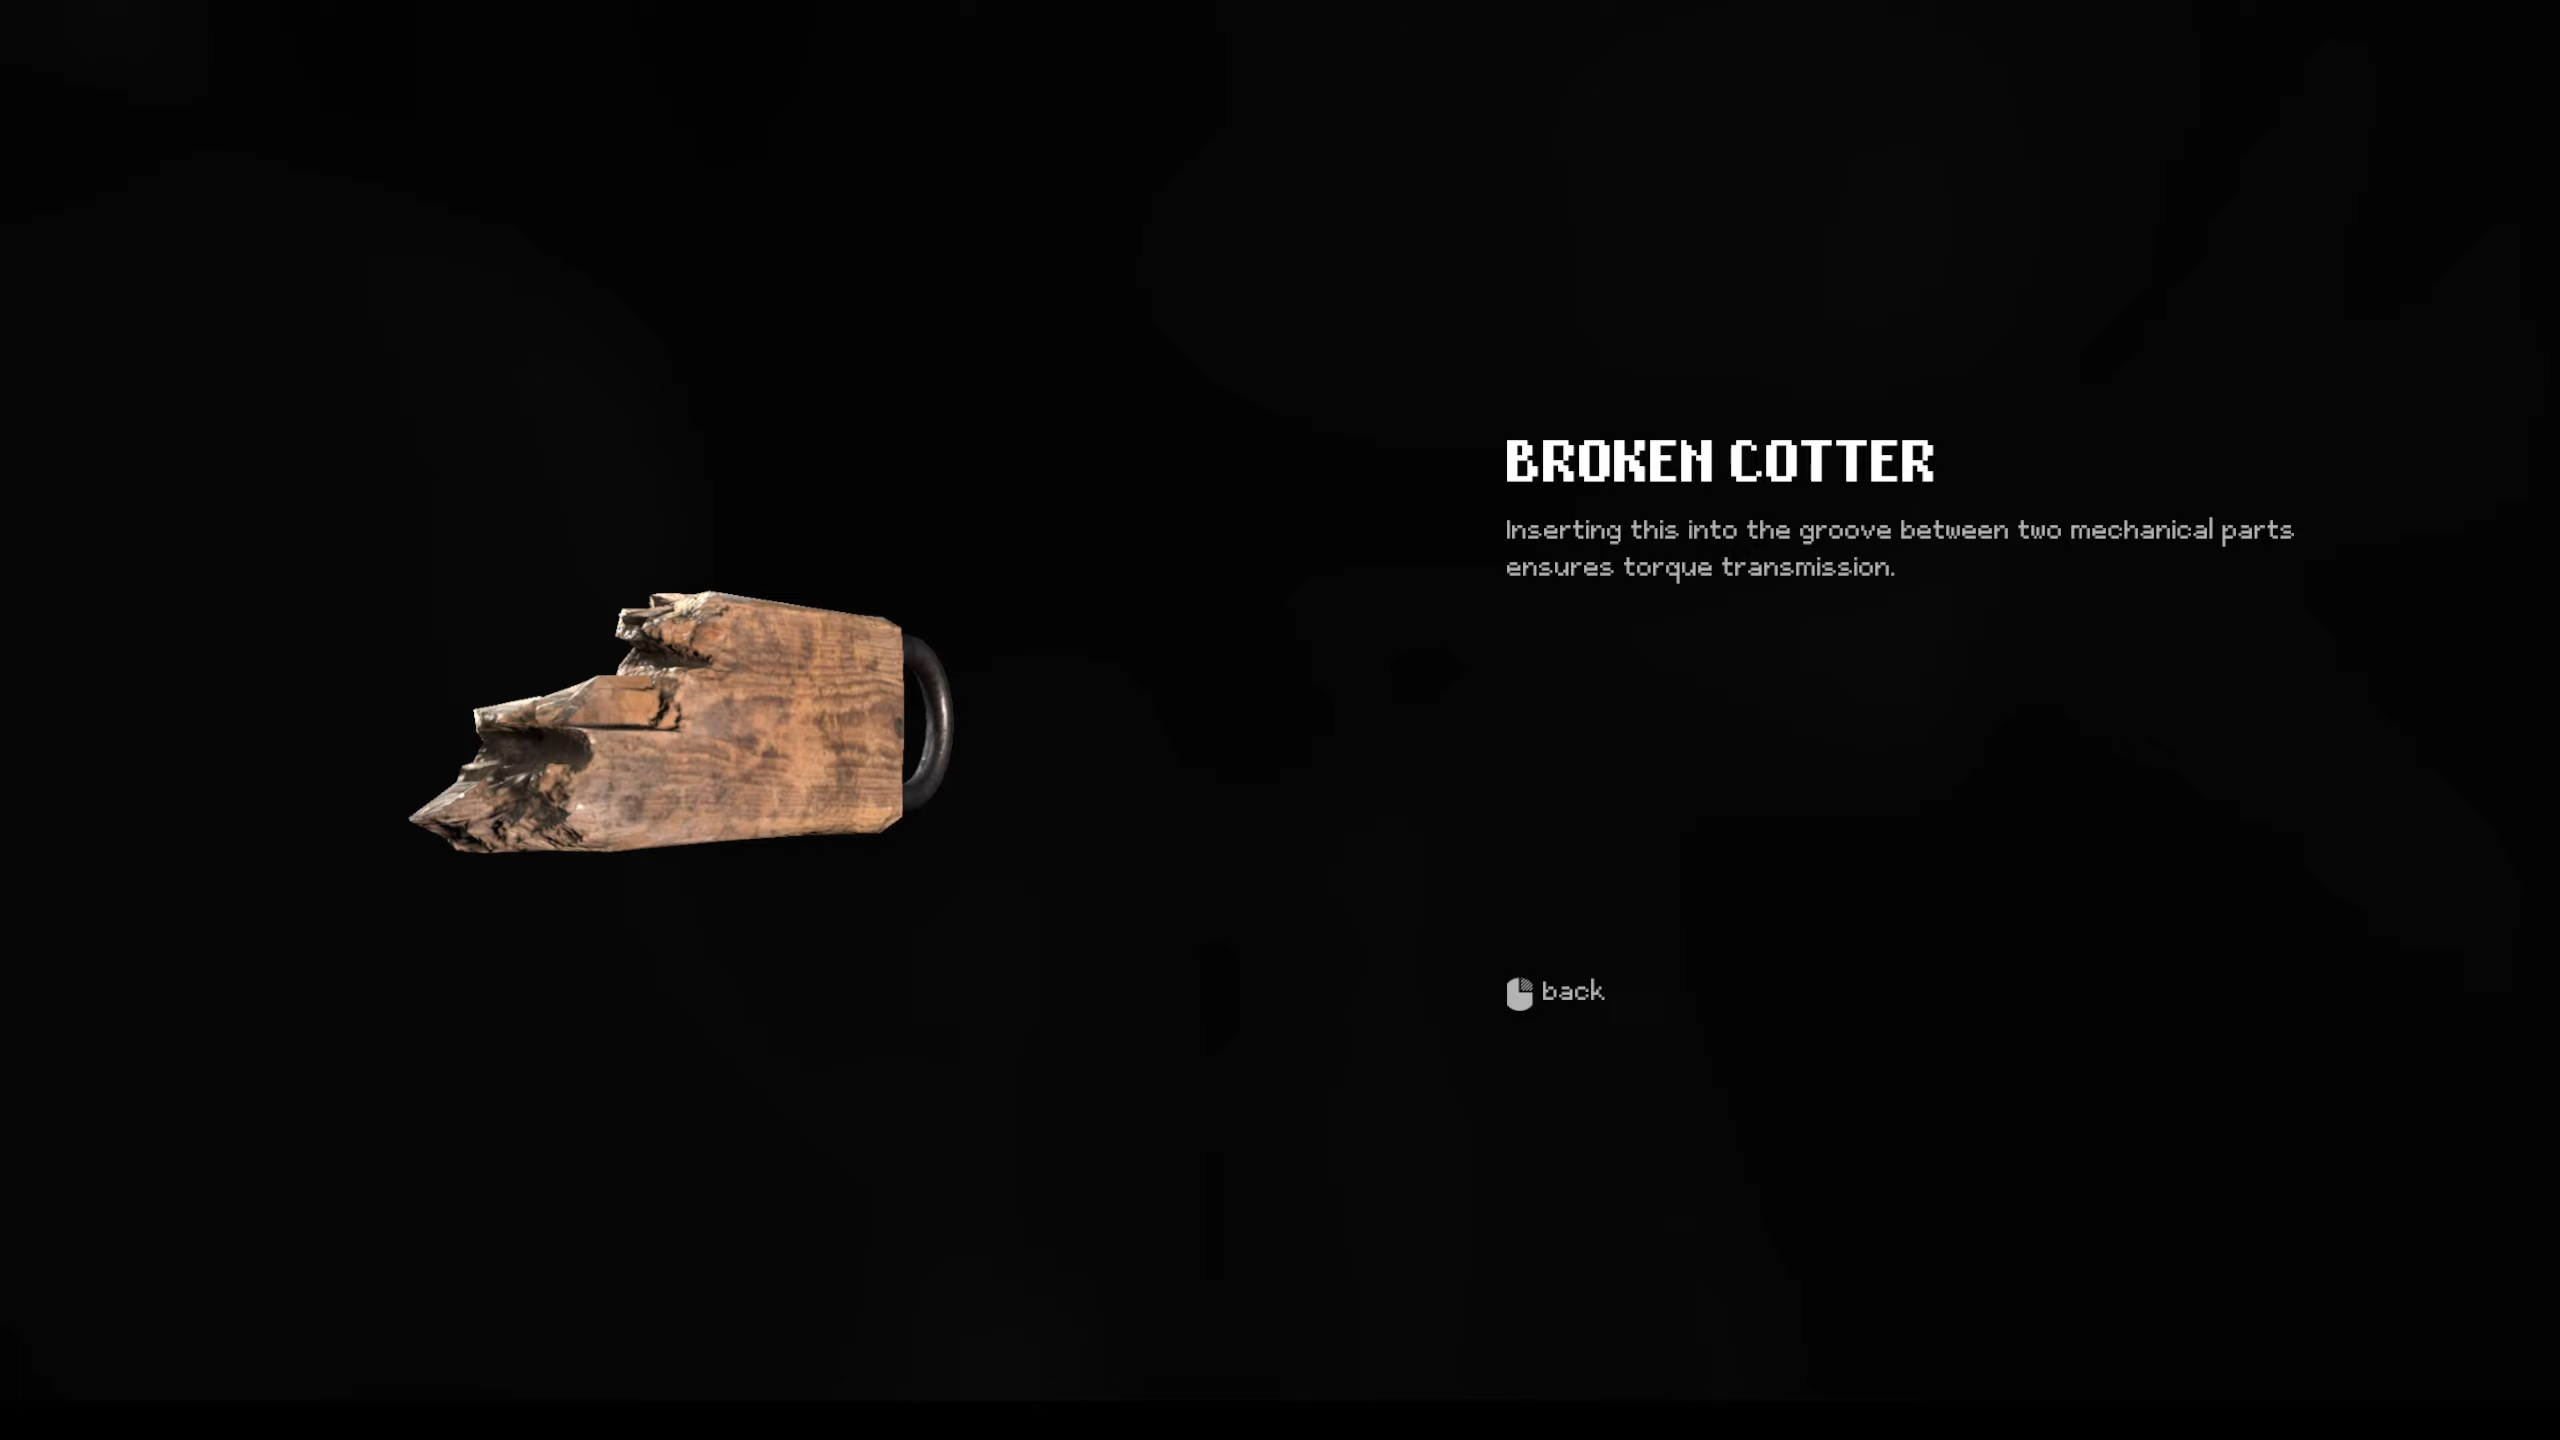 BROKEN COTTER
Inserting this into the groove between two mechanical parts
ensures torque transmission.
back